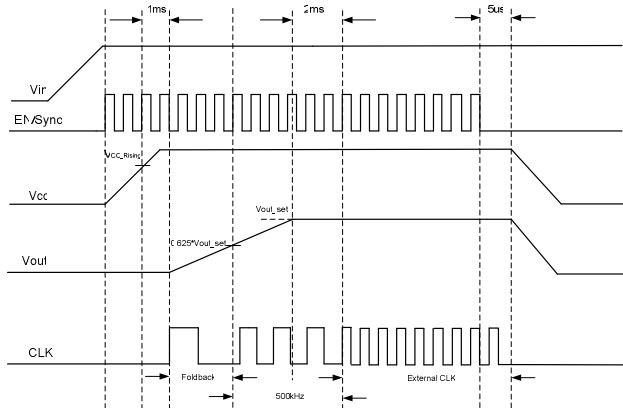 1ms
2ms
5us
Vin
EN/Sync
VCC_Rising
Vcc
Vout_set
0.625*Vout_set
Vout
CLK
Foldback
External CLK
500kHz